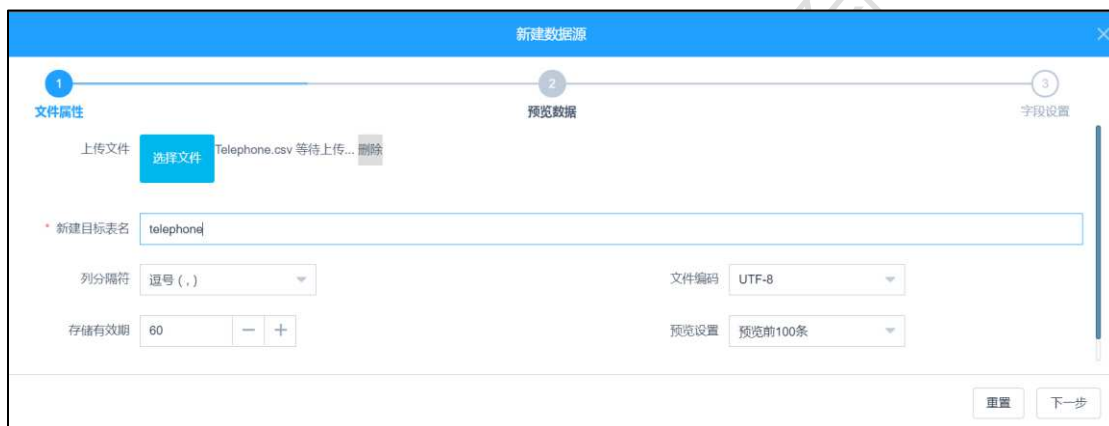 新建数据源
1 2 3
文件属性 预览数据 字段设置
上传文件 选择文件 Telephone.csv 等待上传... 删除
* 新建目标表名 telephone
列分隔符 逗号 ( , ) 文件编码 UTF-8
存储有效期 60 预览设置 预览前100条
重置 下一步